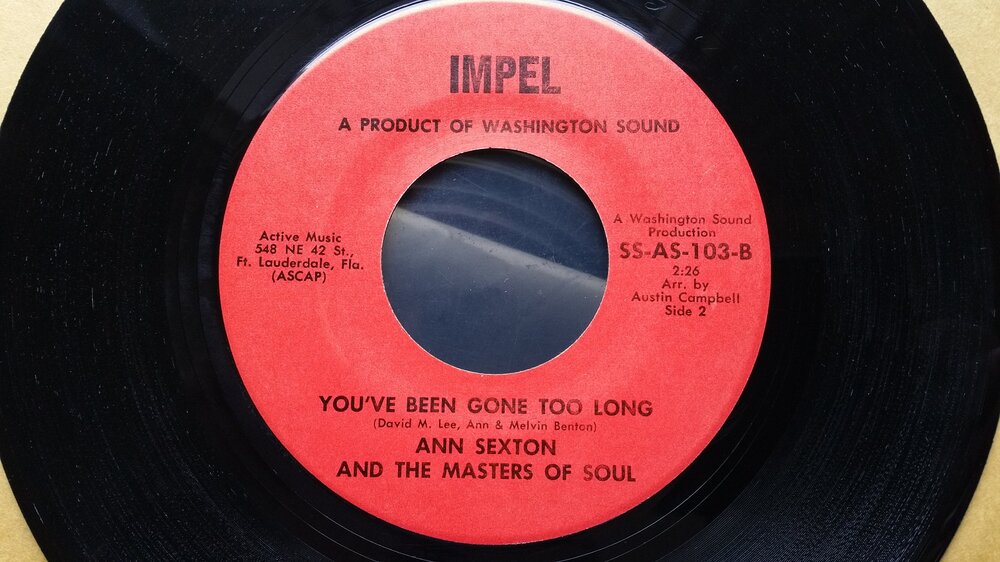 IMPEL
A PRODUCT OF WASHINGTON SOUND
Active Music
548 NE 42 St.,
Ft. Lauderdale, Fla.
(ASCAP)
A Washington Sound
Production
SS-AS-103-B
2:26
Arr. by
Austin Campbell
Side 2
YOU'VE BEEN GONE TOO LONG
(David M. Lee, Ann & Melvin Benton)
ANN SEXTON
AND THE MASTERS OF SOUL